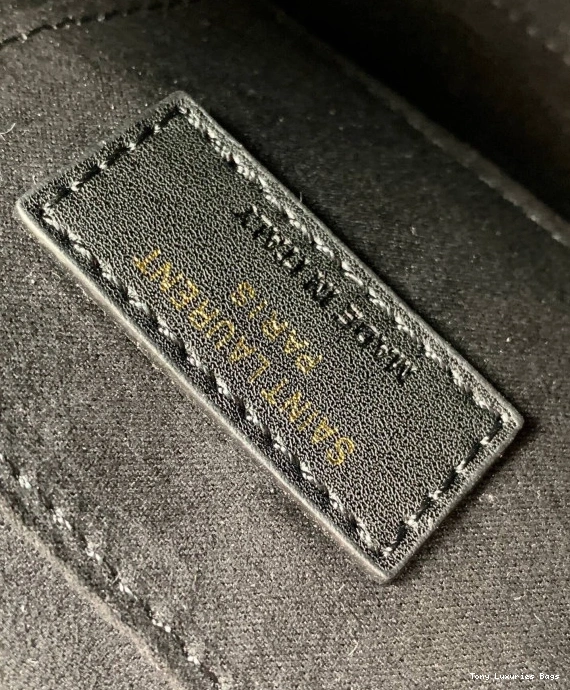 SAINT LAURENT
PARIS
MADE IN ITALY
Tony Luxuries Bags